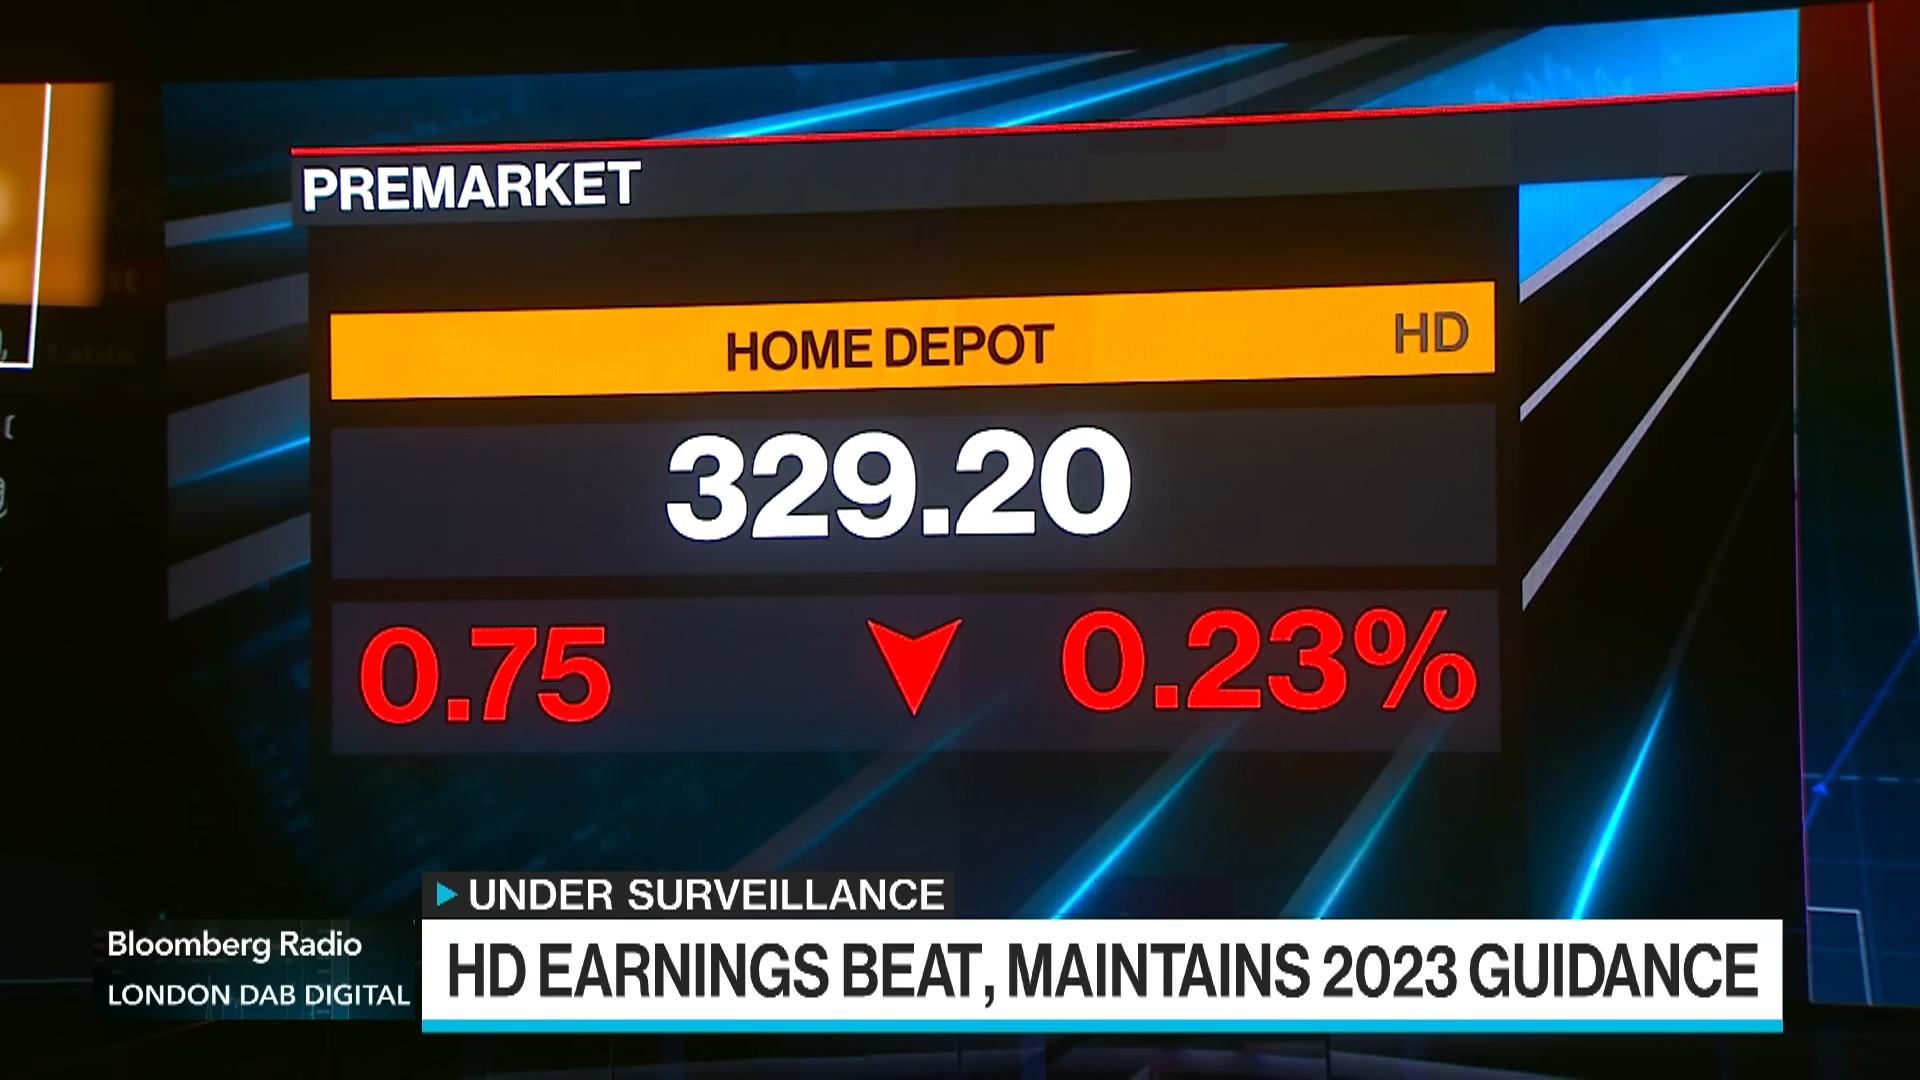 PREMARKET
HOME DEPOT
HD
329.20
0.75 0.23%
UNDER SURVEILLANCE
HD EARNINGS BEAT, MAINTAINS 2023 GUIDANCE
Bloomberg Radio
LONDON DAB DIGITAL